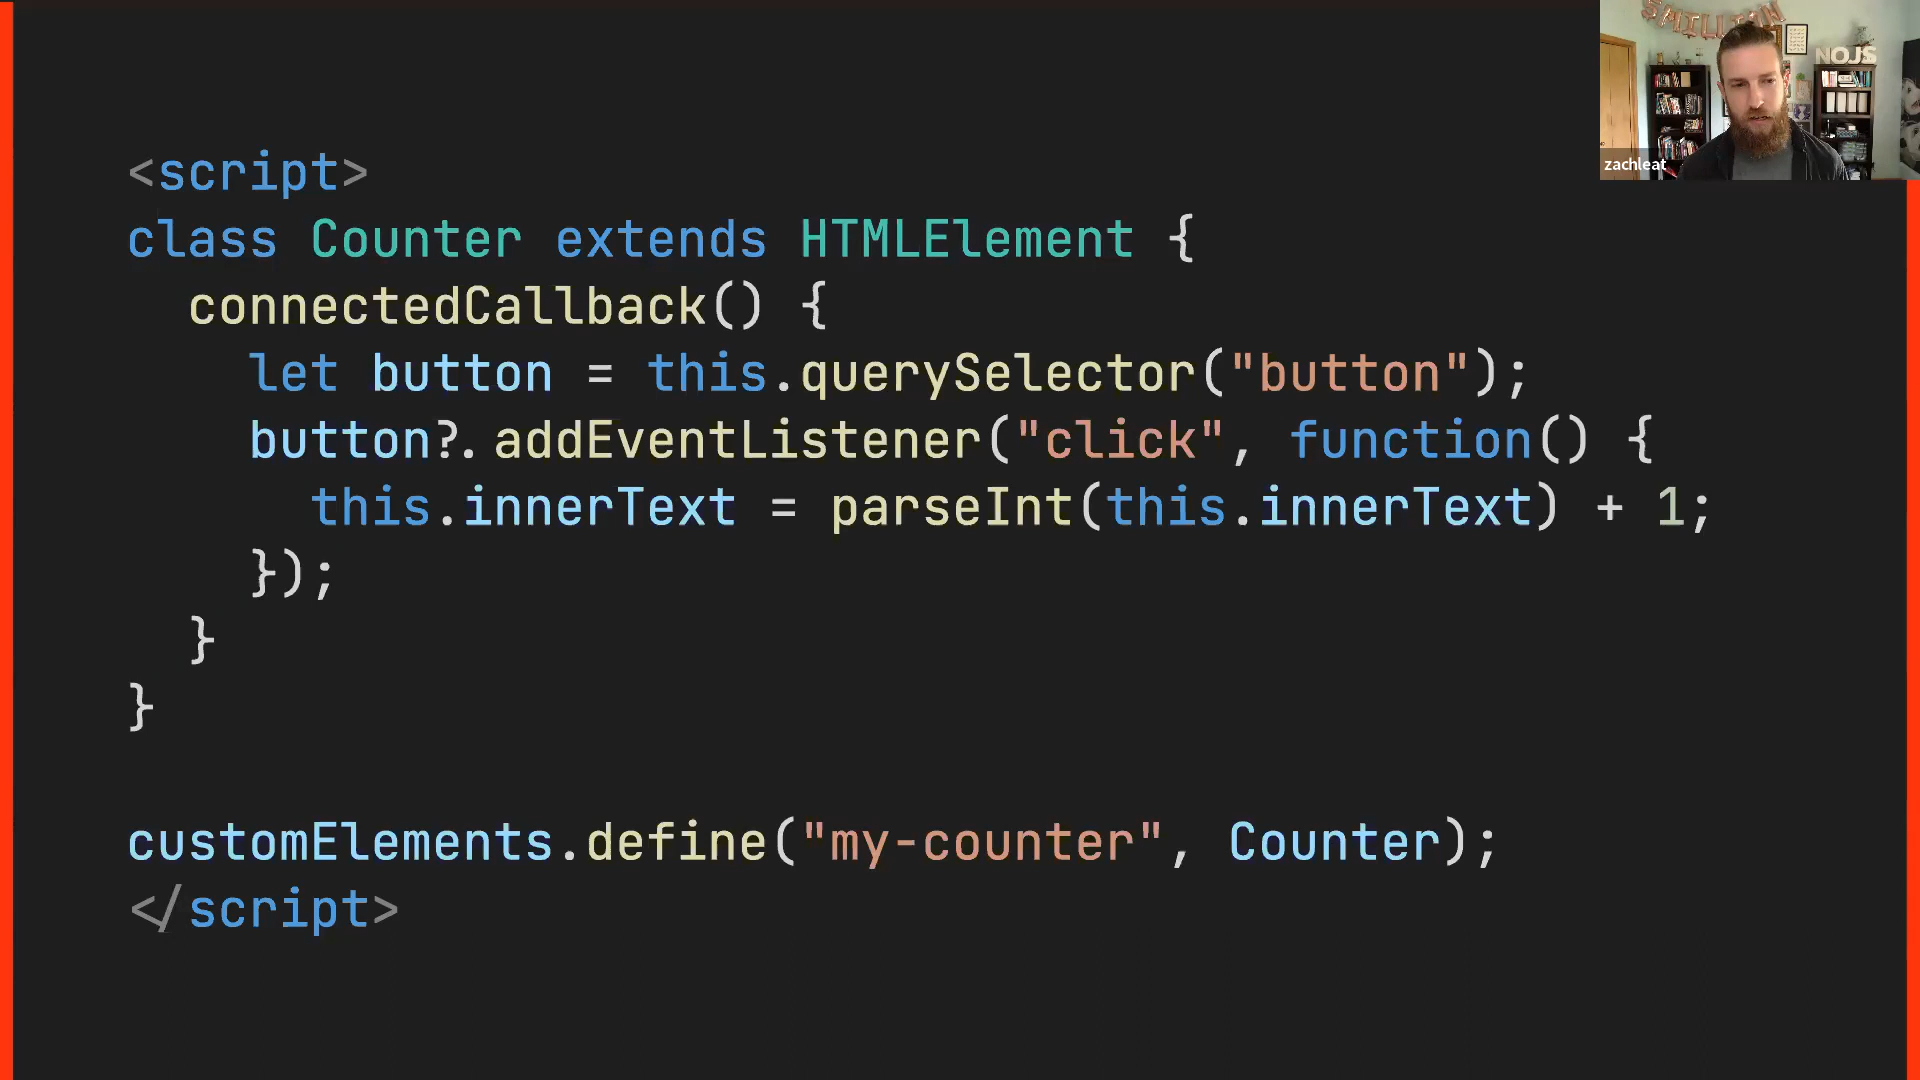 <script>
class Counter extends HTMLElement {
  connectedCallback() {
    let button = this.querySelector("button");
    button?.addEventListener("click", function() {
      this.innerText = parseInt(this.innerText) + 1;
    });
  }
}
customElements.define("my-counter", Counter);
</script>
MILLION
NOJS
zachleat